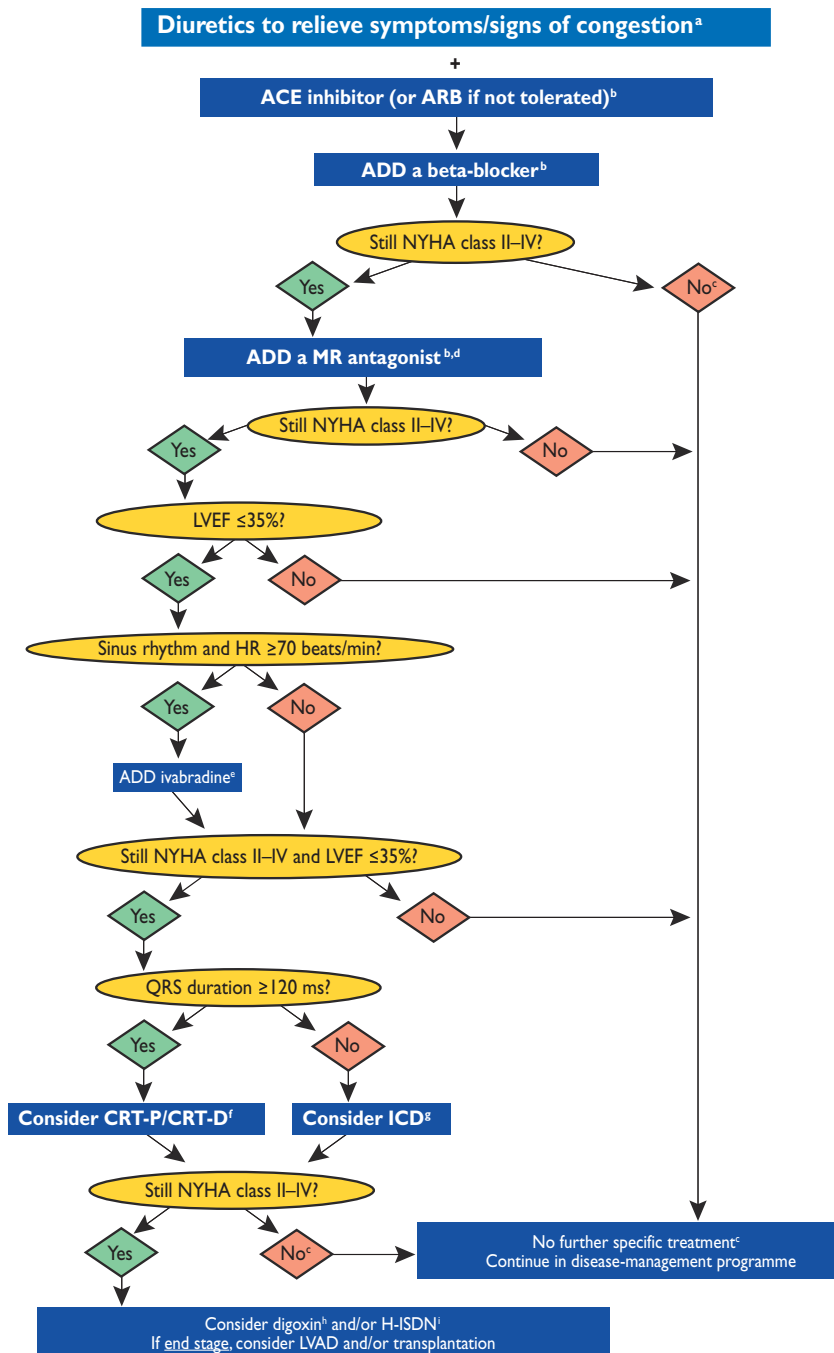 Diuretics to relieve symptoms/signs of congestionᵃ
+
ACE inhibitor (or ARB if not tolerated)ᵇ
ADD a beta-blockerᵇ
Still NYHA class II–IV?
Yes
Noᶜ
ADD a MR antagonistᵇ,ᵈ
Still NYHA class II–IV?
Yes
No
LVEF ≤35%?
Yes
No
Sinus rhythm and HR ≥70 beats/min?
Yes
No
ADD ivabradineᵉ
Still NYHA class II–IV and LVEF ≤35%?
Yes
No
QRS duration ≥120 ms?
Yes
No
Consider CRT-P/CRT-Dᶠ
Consider ICDᵍ
Still NYHA class II–IV?
Yes
Noᶜ
No further specific treatmentᶜ
Continue in disease-management programme
Consider digoxinʰ and/or H-ISDNⁱ
If end stage, consider LVAD and/or transplantation